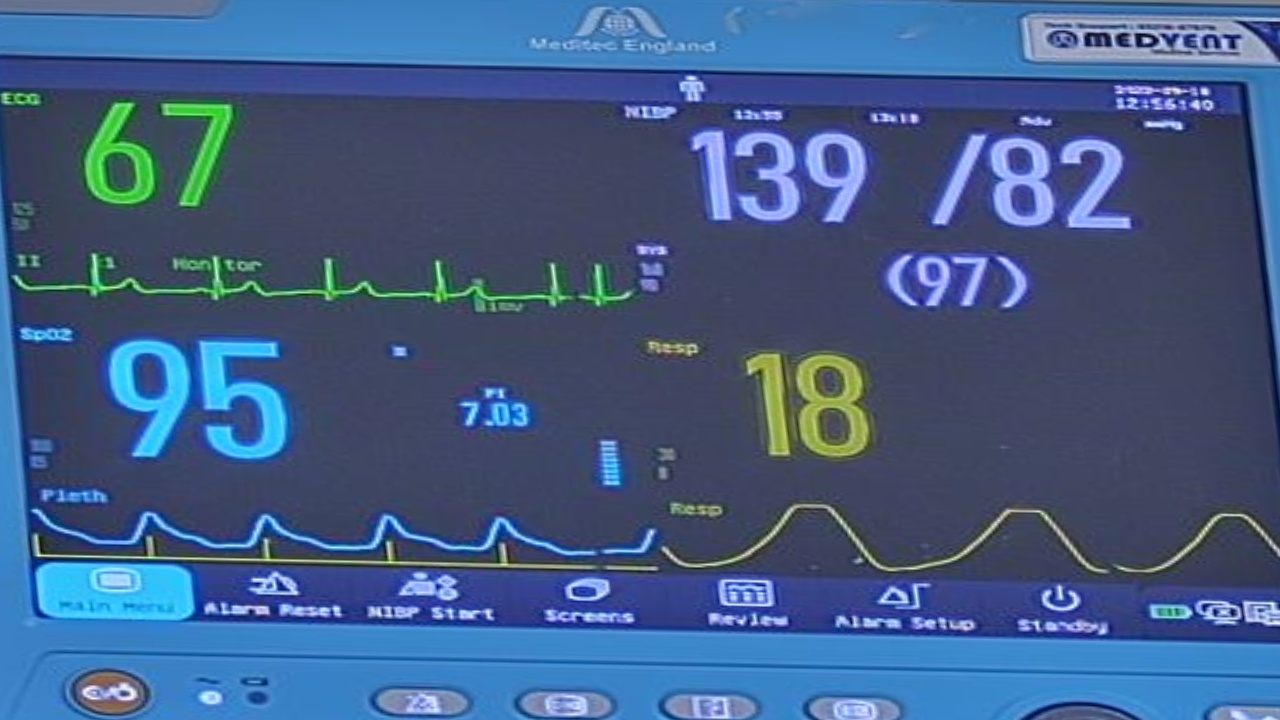 Meditec England
MEDVENT
ECG
67
NIBP
139 /82
12:56:40
(97)
II
Monitor
SYS
SpO2
95
PI
7.03
Resp
18
Pleth
Resp
Main Menu
Alarm Reset
NIBP Start
Screens
Review
Alarm Setup
Standby